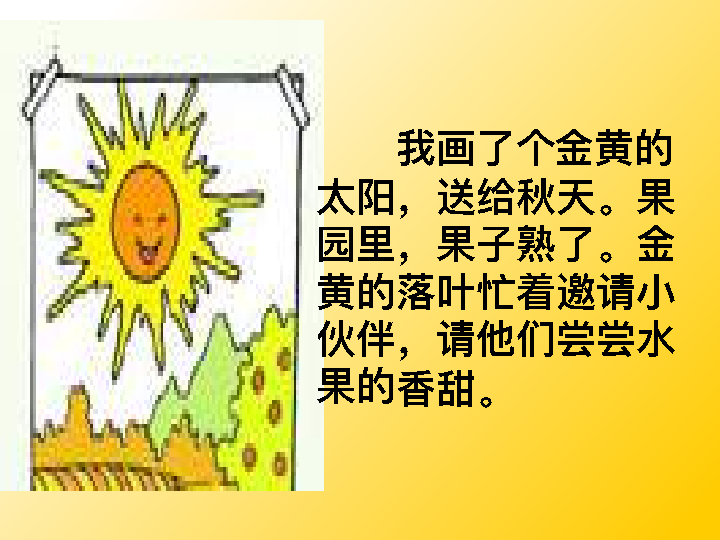 我画了个金黄的
太阳，送给秋天。果
园里，果子熟了。金
黄的落叶忙着邀请小
伙伴，请他们尝尝水
果的香甜。